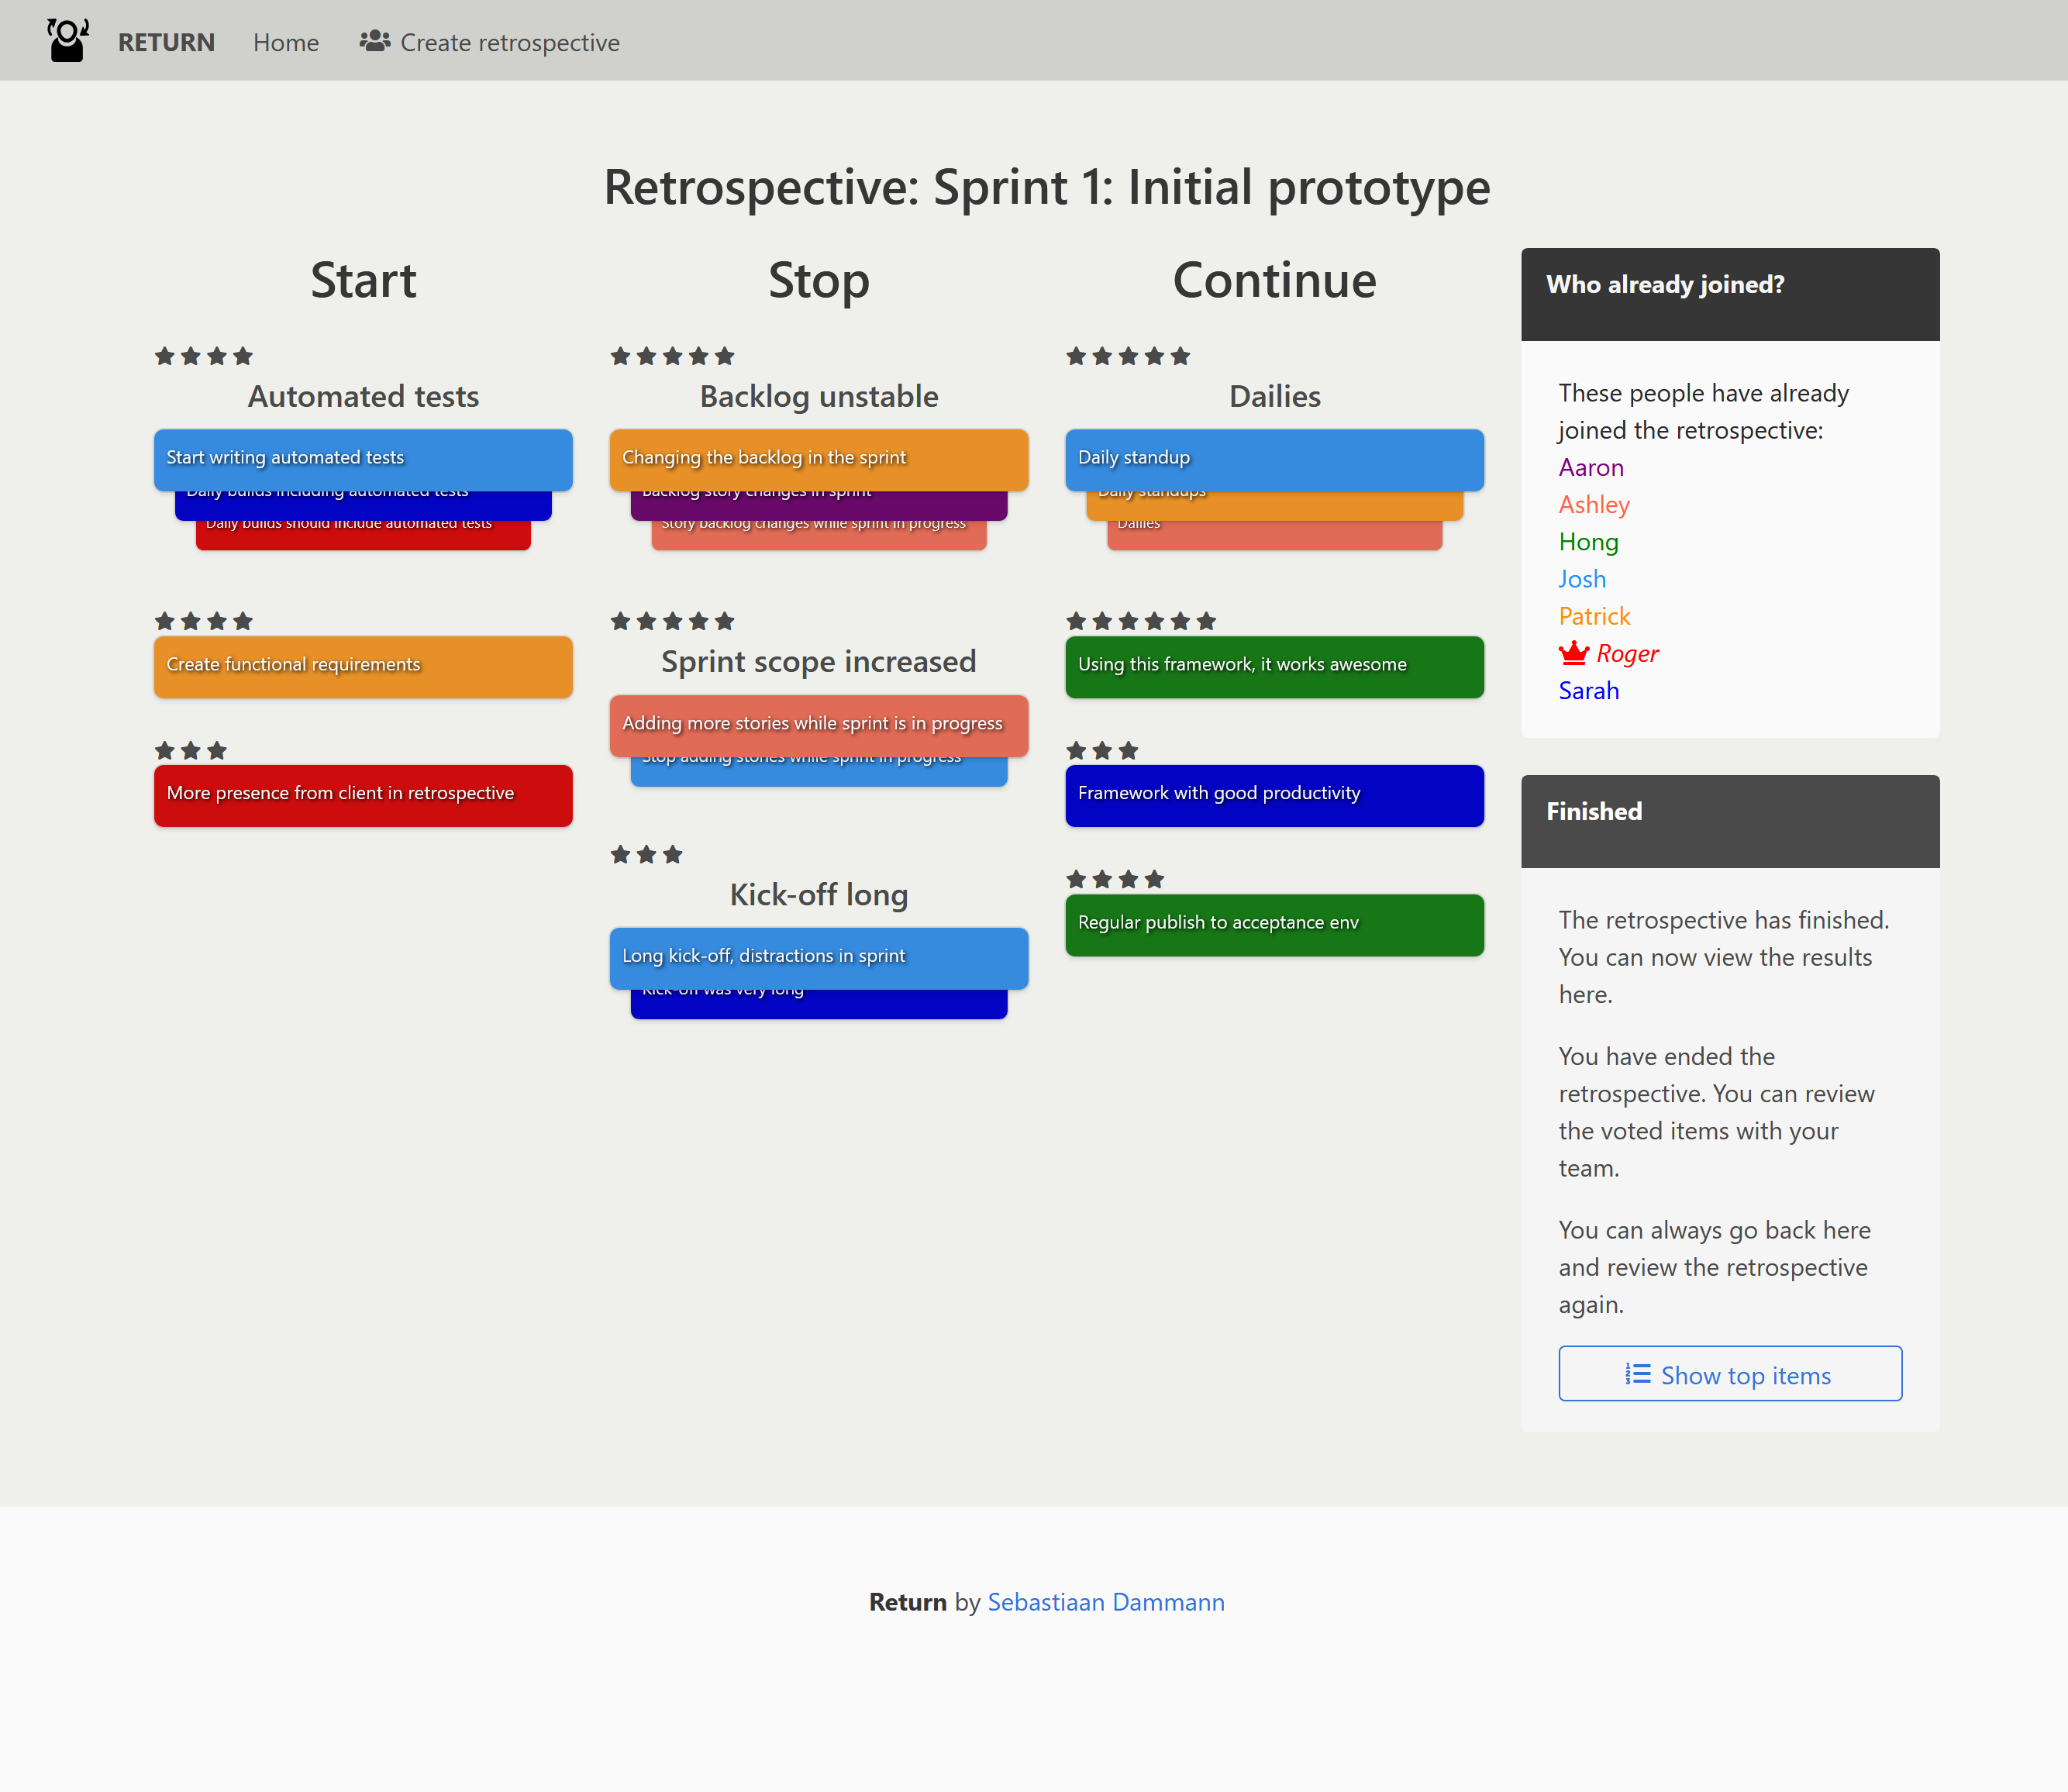 RETURN Home Create retrospective
Retrospective: Sprint 1: Initial prototype
Start
Automated tests
Start writing automated tests
Daily builds including automated tests
Daily builds should include automated tests
Create functional requirements
More presence from client in retrospective
Stop
Backlog unstable
Changing the backlog in the sprint
Backlog story changes in sprint
Story backlog changes while sprint in progress
Sprint scope increased
Adding more stories while sprint is in progress
Stop adding stories while sprint in progress
Kick-off long
Long kick-off, distractions in sprint
Kick-off was very long
Continue
Dailies
Daily standup
Daily standups
Dailies
Using this framework, it works awesome
Framework with good productivity
Regular publish to acceptance env
Who already joined?
These people have already
joined the retrospective:
Aaron
Ashley
Hong
Josh
Patrick
Roger
Sarah
Finished
The retrospective has finished.
You can now view the results
here.
You have ended the
retrospective. You can review
the voted items with your
team.
You can always go back here
and review the retrospective
again.
Show top items
Return by Sebastiaan Dammann